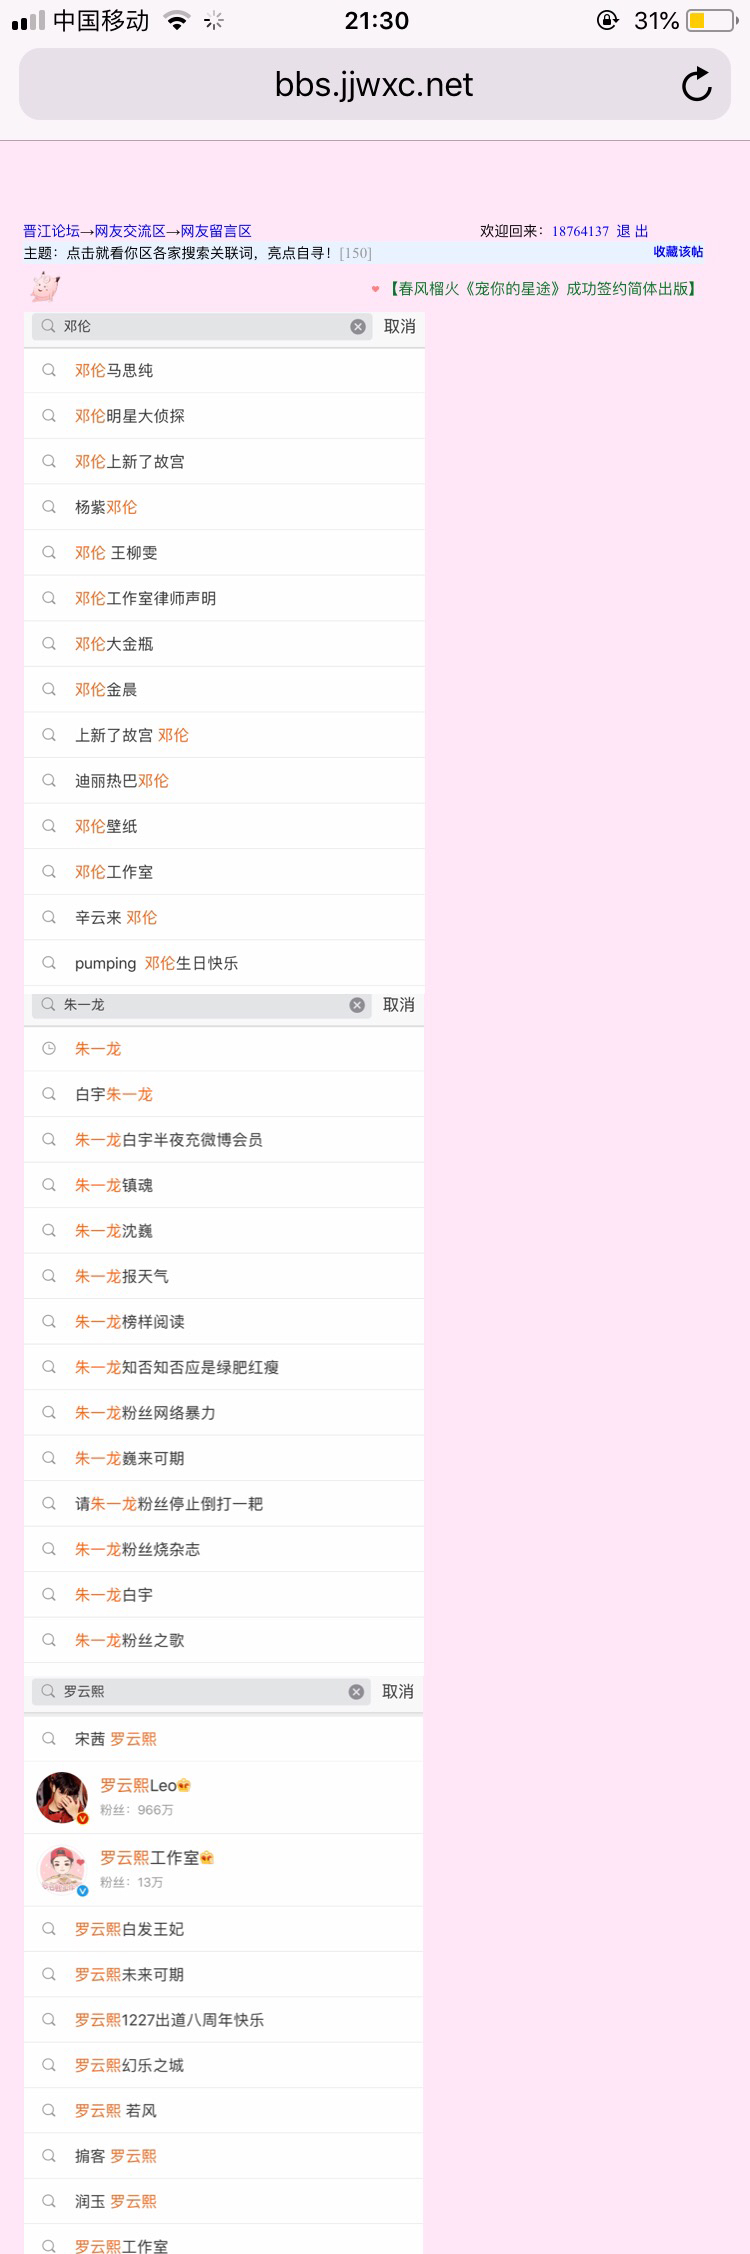 中国移动 21:30 31%
bbs.jjwxc.net
晋江论坛→网友交流区→网友留言区 欢迎回来：18764137 退 出
主题：点击就看你区各家搜索关联词，亮点自寻！[150] 收藏该帖
♥【春风榴火《宠你的星途》成功签约简体出版】
邓伦 取消
邓伦马思纯
邓伦明星大侦探
邓伦上新了故宫
杨紫邓伦
邓伦 王柳雯
邓伦工作室律师声明
邓伦大金瓶
邓伦金晨
上新了故宫 邓伦
迪丽热巴邓伦
邓伦壁纸
邓伦工作室
辛云来 邓伦
pumping 邓伦生日快乐
朱一龙 取消
朱一龙
白宇朱一龙
朱一龙白宇半夜充微博会员
朱一龙镇魂
朱一龙沈巍
朱一龙报天气
朱一龙榜样阅读
朱一龙知否知否应是绿肥红瘦
朱一龙粉丝网络暴力
朱一龙巍来可期
请朱一龙粉丝停止倒打一耙
朱一龙粉丝烧杂志
朱一龙白宇
朱一龙粉丝之歌
罗云熙 取消
宋茜 罗云熙
罗云熙Leo
粉丝：966万
罗云熙工作室
粉丝：13万
罗云熙白发王妃
罗云熙未来可期
罗云熙1227出道八周年快乐
罗云熙幻乐之城
罗云熙 若风
掮客 罗云熙
润玉 罗云熙
罗云熙工作室